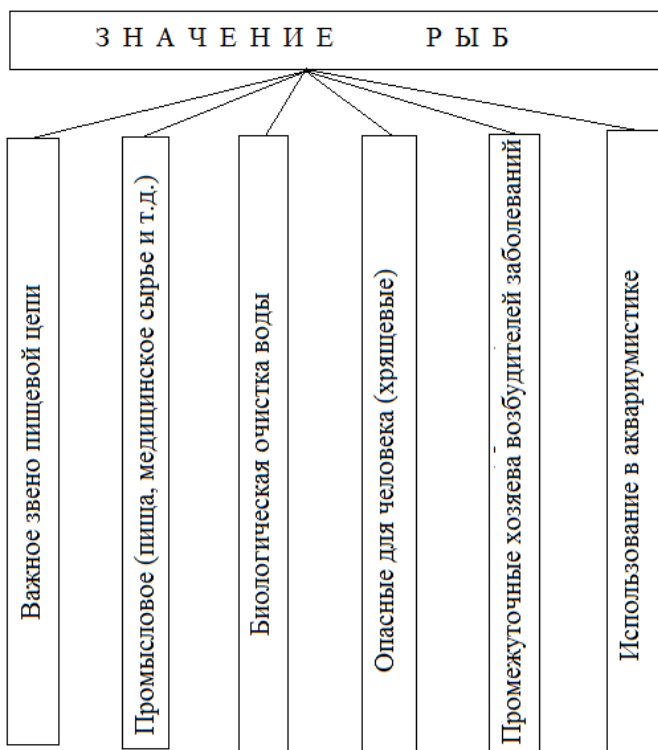 ЗНАЧЕНИЕ РЫБ
Важное звено пищевой цепи
Промысловое (пища, медицинское сырье и т.д.)
Биологическая очистка воды
Опасные для человека (хрящевые)
Промежуточные хозяева возбудителей заболеваний
Использование в аквариумистике